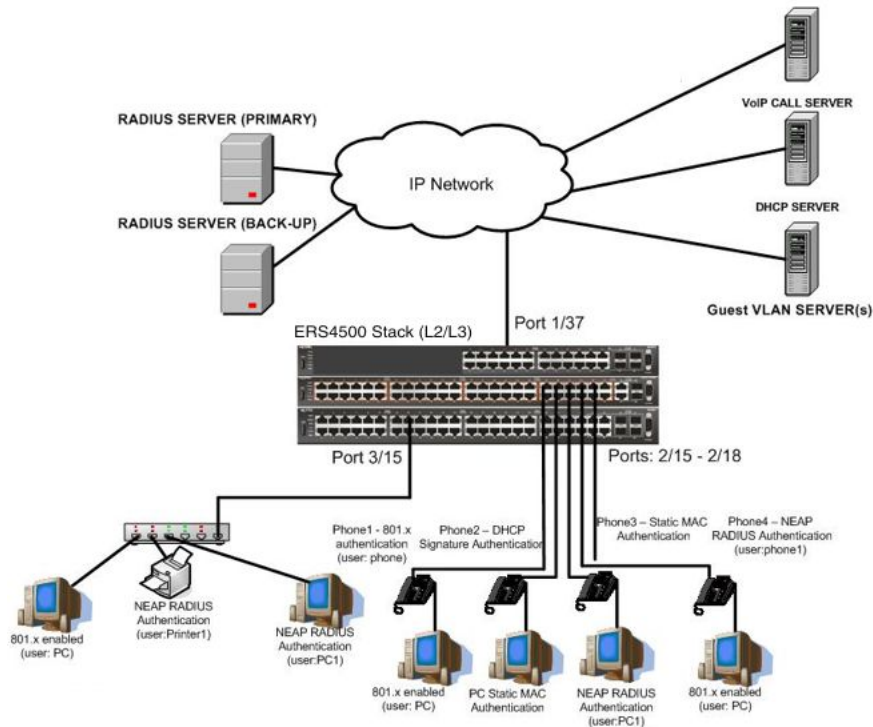 VoIP CALL SERVER
RADIUS SERVER (PRIMARY)
IP Network
RADIUS SERVER (BACK-UP)
DHCP SERVER
Guest VLAN SERVER(s)
Port 1/37
ERS4500 Stack (L2/L3)
Port 3/15
Ports: 2/15 - 2/18
Phone1 - 801.x
authentication
(user: phone)
Phone2 – DHCP
Signature Authentication
Phone3 – Static MAC
Authentication
Phone4 – NEAP
RADIUS Authentication
(user:phone1)
801.x enabled
(user: PC)
NEAP RADIUS
Authentication
(user:Printer1)
NEAP RADIUS
Authentication
(user:PC1)
801.x enabled
(user: PC)
PC Static MAC
Authentication
NEAP RADIUS
Authentication
(user:PC1)
801.x enabled
(user: PC)